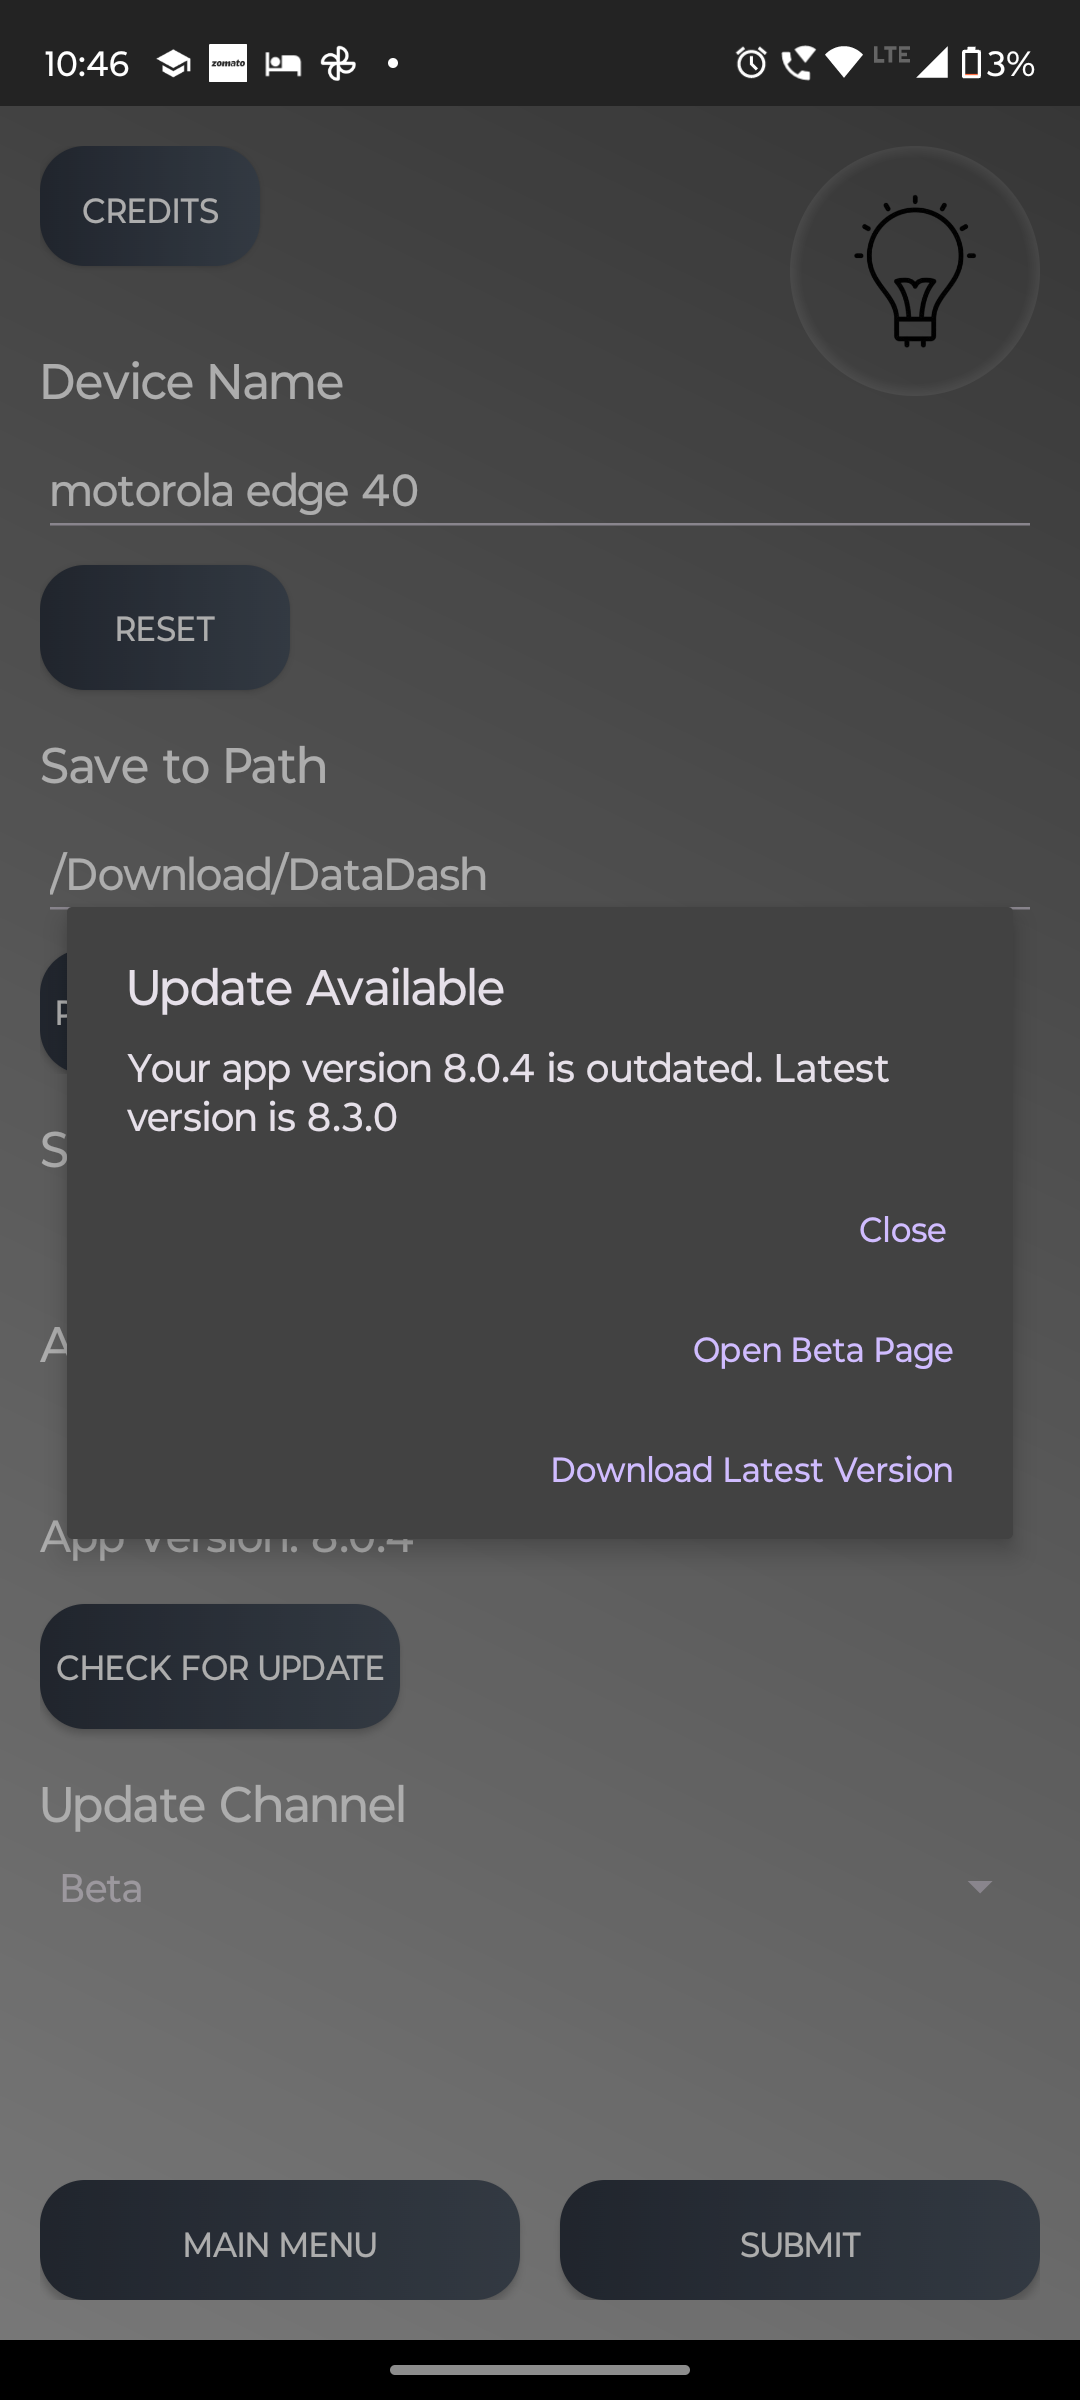 10:46
zomato
LTE
3%
CREDITS
Device Name
motorola edge 40
RESET
Save to Path
/Download/DataDash
Update Available
Your app version 8.0.4 is outdated. Latest
version is 8.3.0
Close
Open Beta Page
Download Latest Version
App Version: 8.0.4
CHECK FOR UPDATE
Update Channel
Beta
MAIN MENU
SUBMIT